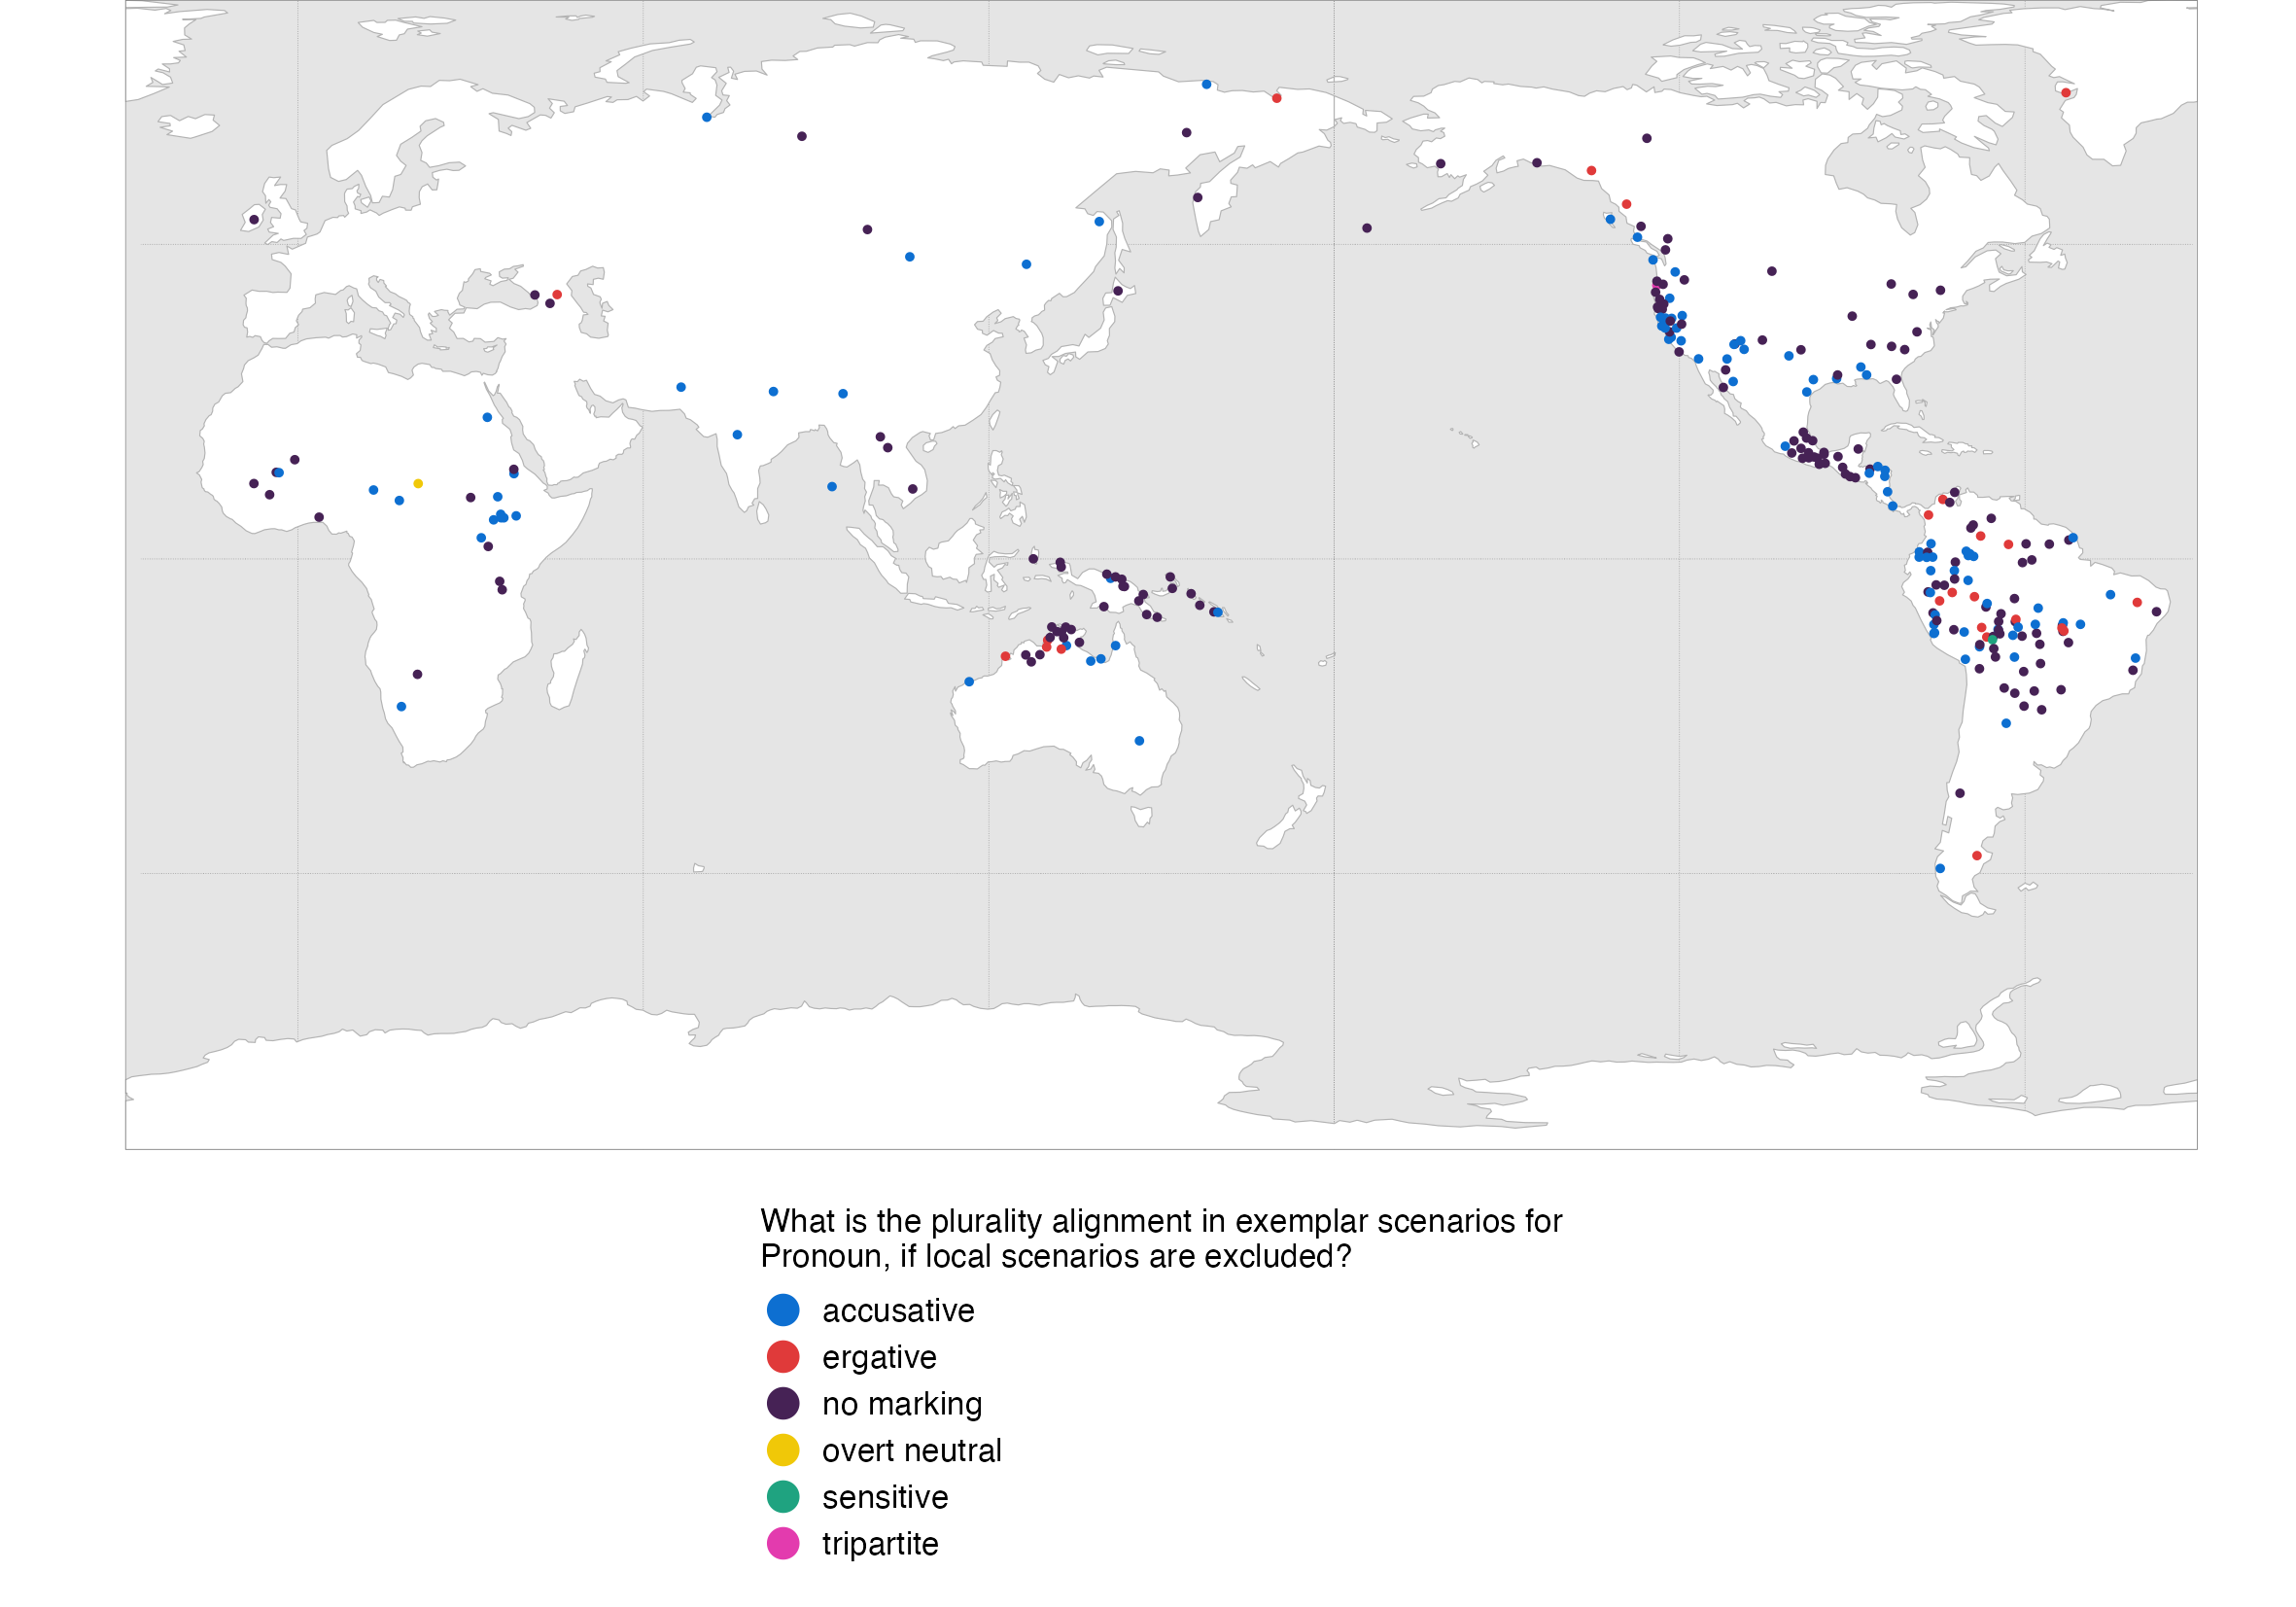 What is the plurality alignment in exemplar scenarios for
Pronoun, if local scenarios are excluded?
accusative
ergative
no marking
overt neutral
sensitive
tripartite